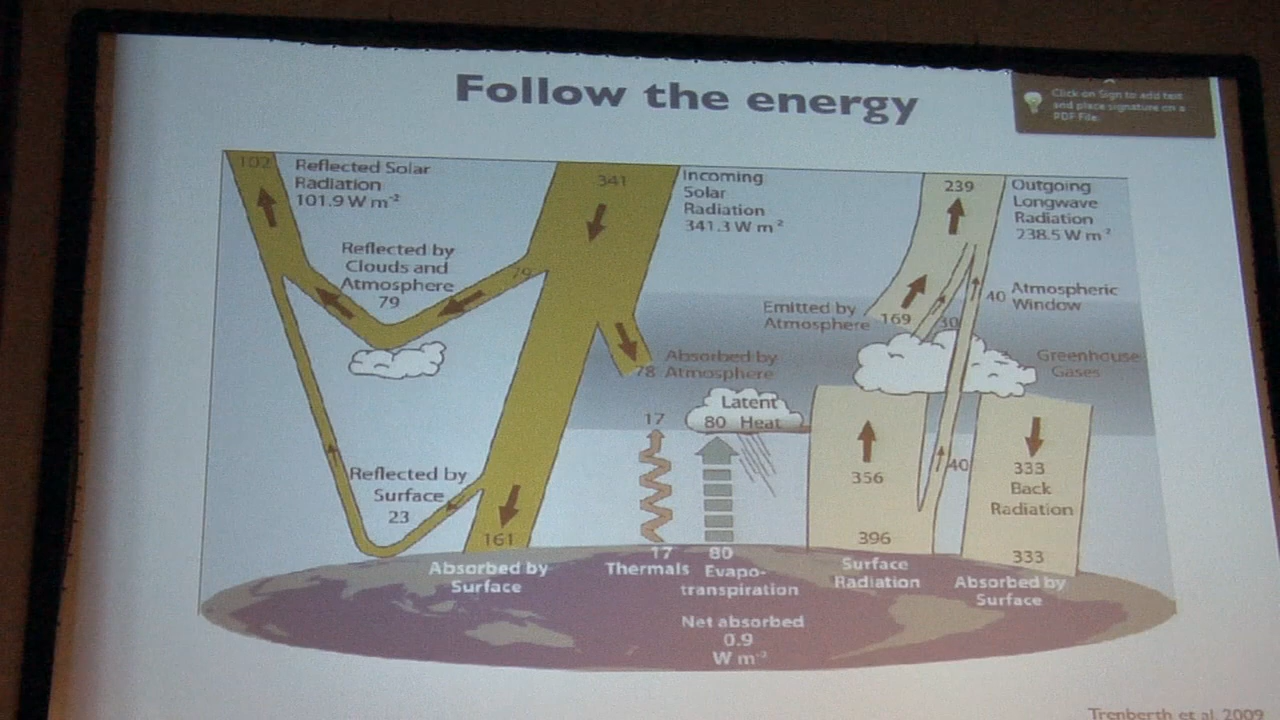 Follow the energy
Click on Sign to add text
and place signature on a
PDF File.
102
Reflected Solar
Radiation
101.9 W m⁻²
341
Incoming
Solar
Radiation
341.3 W m⁻²
239
Outgoing
Longwave
Radiation
238.5 W m⁻²
Reflected by
Clouds and
Atmosphere
79
79
Emitted by
Atmosphere
169
30
40
Atmospheric
Window
Greenhouse
Gases
Absorbed by
78 Atmosphere
17
Latent
80 Heat
356
40
333
Back
Radiation
Reflected by
Surface
23
161
Absorbed by
Surface
17
Thermals
80
Evapo-
transpiration
396
Surface
Radiation
333
Absorbed by
Surface
Net absorbed
0.9
W m⁻²
Trenberth et al 2009